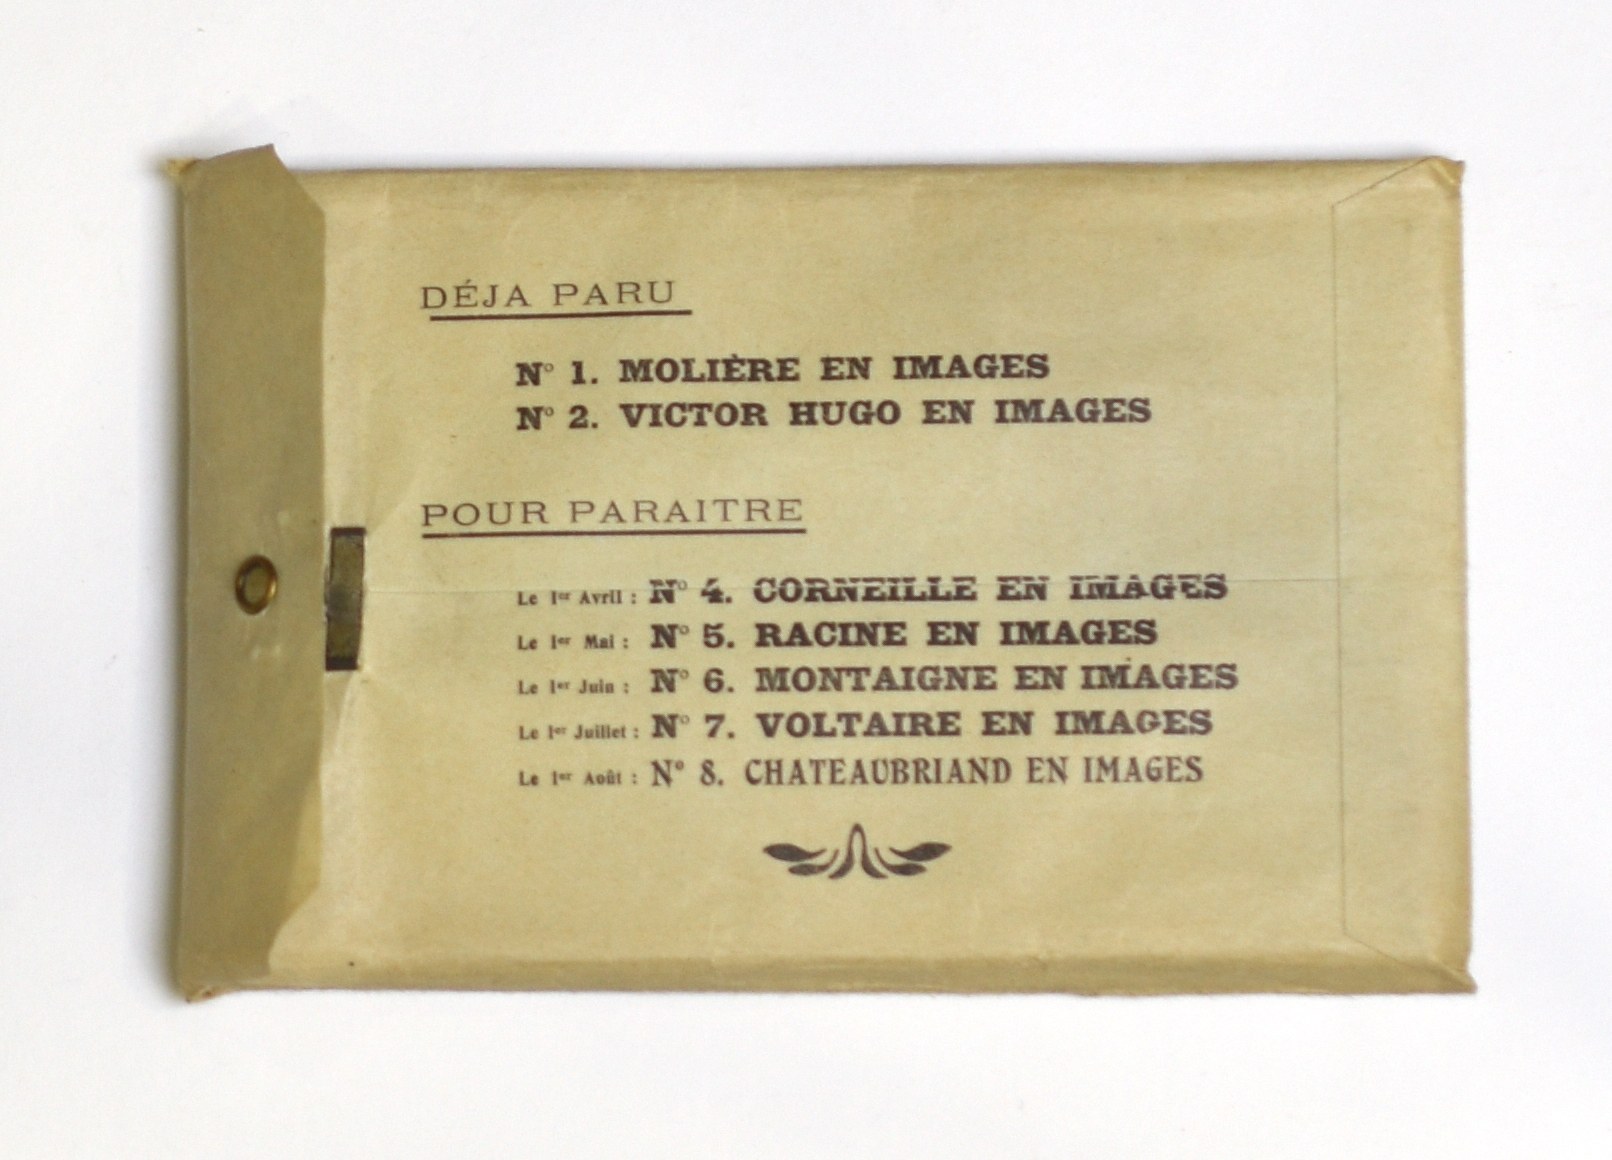 DÉJA PARU
N° 1. MOLIÈRE EN IMAGES
N° 2. VICTOR HUGO EN IMAGES
POUR PARAITRE
Le 1er Avril : N° 4. CORNEILLE EN IMAGES
Le 1er Mai : N° 5. RACINE EN IMAGES
Le 1er Juin : N° 6. MONTAIGNE EN IMAGES
Le 1er Juillet : N° 7. VOLTAIRE EN IMAGES
Le 1er Août : N° 8. CHATEAUBRIAND EN IMAGES